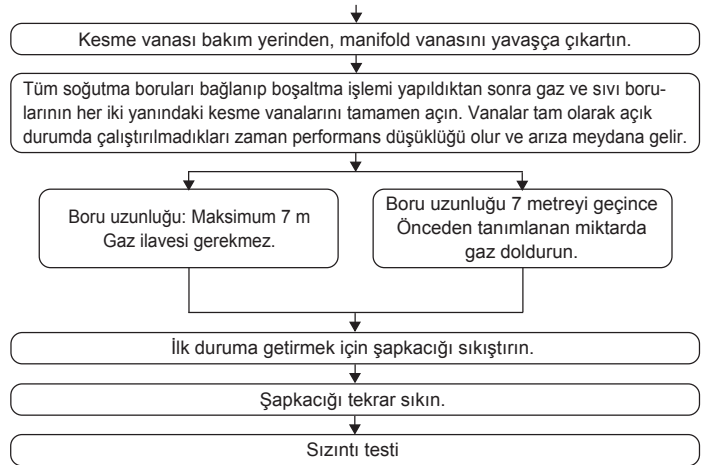 Kesme vanası bakım yerinden, manifold vanasını yavaşça çıkartın.
Tüm soğutma boruları bağlanıp boşaltma işlemi yapıldıktan sonra gaz ve sıvı boru-
larının her iki yanındaki kesme vanalarını tamamen açın. Vanalar tam olarak açık
durumda çalıştırılmadıkları zaman performans düşüklüğü olur ve arıza meydana gelir.
Boru uzunluğu: Maksimum 7 m
Gaz ilavesi gerekmez.
Boru uzunluğu 7 metreyi geçince
Önceden tanımlanan miktarda
gaz doldurun.
İlk duruma getirmek için şapkacığı sıkıştırın.
Şapkacığı tekrar sıkın.
Sızıntı testi